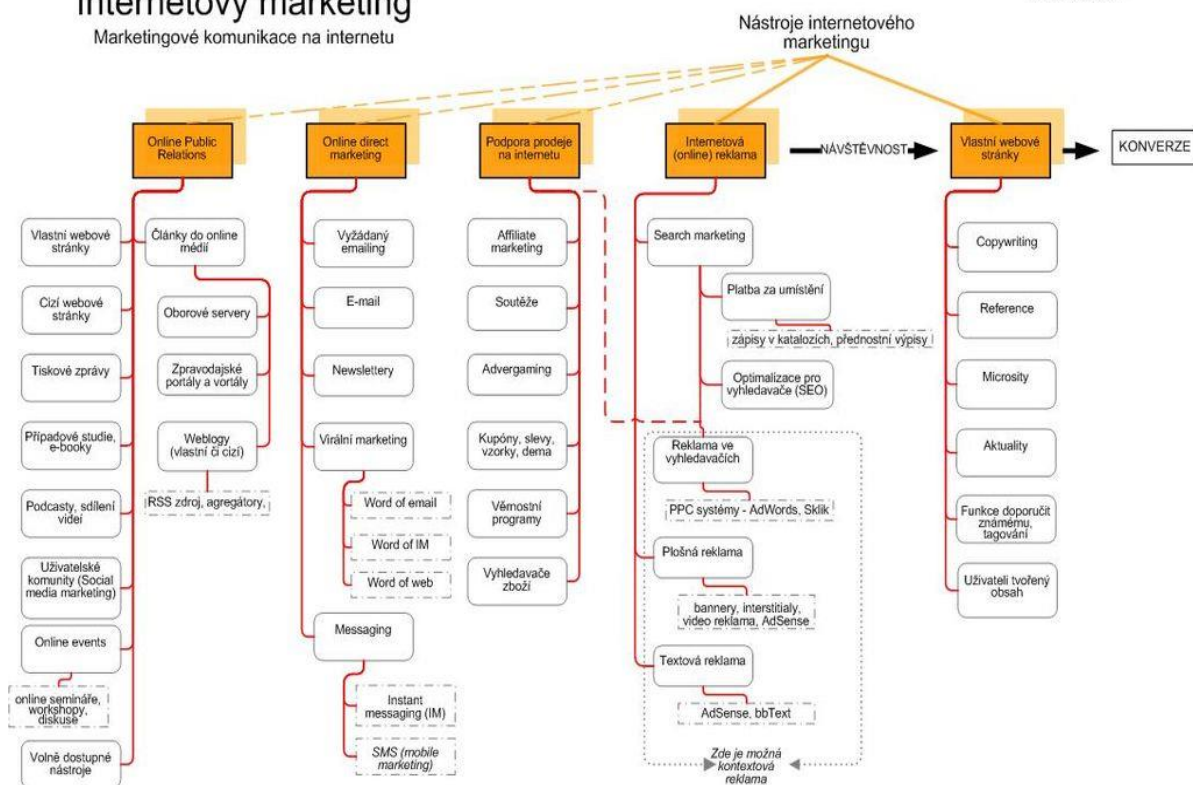 Internetový marketing
Marketingové komunikace na internetu
Nástroje internetového
marketingu
Online Public
Relations
Online direct
marketing
Podpora prodeje
na internetu
Internetová
(online) reklama
NÁVŠTĚVNOST
Vlastní webové
stránky
KONVERZE
Vlastní webové
stránky
Cizí webové
stránky
Tiskové zprávy
Případové studie,
e-booky
Podcasty, sdílení
videí
Uživatelské
komunity (Social
media marketing)
Online events
online semináře,
workshopy,
diskuse
Volně dostupné
nástroje
Články do online
médií
Oborové servery
Zpravodajské
portály a vortály
Weblogy
(vlastní či cizí)
RSS zdroj, agregátory,
Vyžádaný
emailing
E-mail
Newslettery
Virální marketing
Word of email
Word of IM
Word of web
Messaging
Instant
messaging (IM)
SMS (mobile
marketing)
Affiliate
marketing
Soutěže
Advergaming
Kupóny, slevy,
vzorky, dema
Věrnostní
programy
Vyhledavače
zboží
Search marketing
Platba za umístění
zápisy v katalozích, přednostní výpisy
Optimalizace pro
vyhledavače (SEO)
Reklama ve
vyhledavačích
PPC systémy - AdWords, Sklik
Plošná reklama
bannery, interstitialy,
video reklama, AdSense
Textová reklama
AdSense, bbText
Zde je možná
kontextová
reklama
Copywriting
Reference
Microsity
Aktuality
Funkce doporučit
známému,
tagování
Uživateli tvořený
obsah